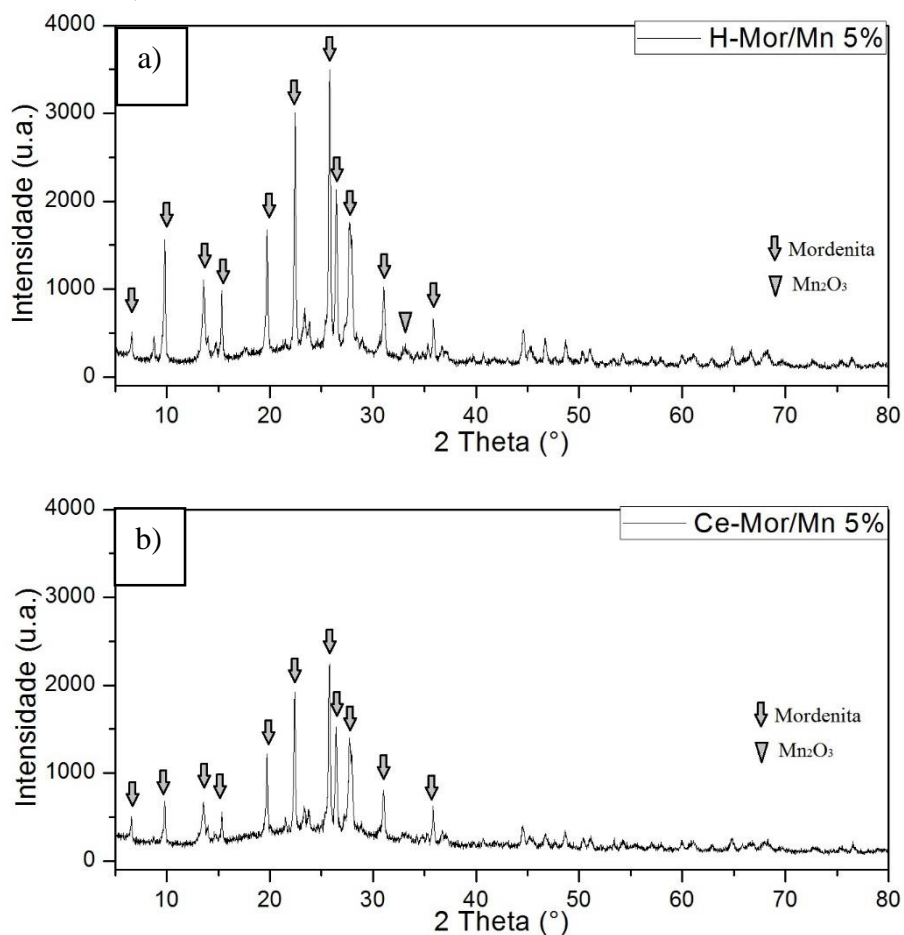 a)
H-Mor/Mn 5%
4000
3000
2000
1000
0
Intensidade (u.a.)
Mordenita
Mn₂O₃
10 20 30 40 50 60 70 80
2 Theta (°)
b)
Ce-Mor/Mn 5%
4000
3000
2000
1000
0
Intensidade (u.a.)
Mordenita
Mn₂O₃
10 20 30 40 50 60 70 80
2 Theta (°)